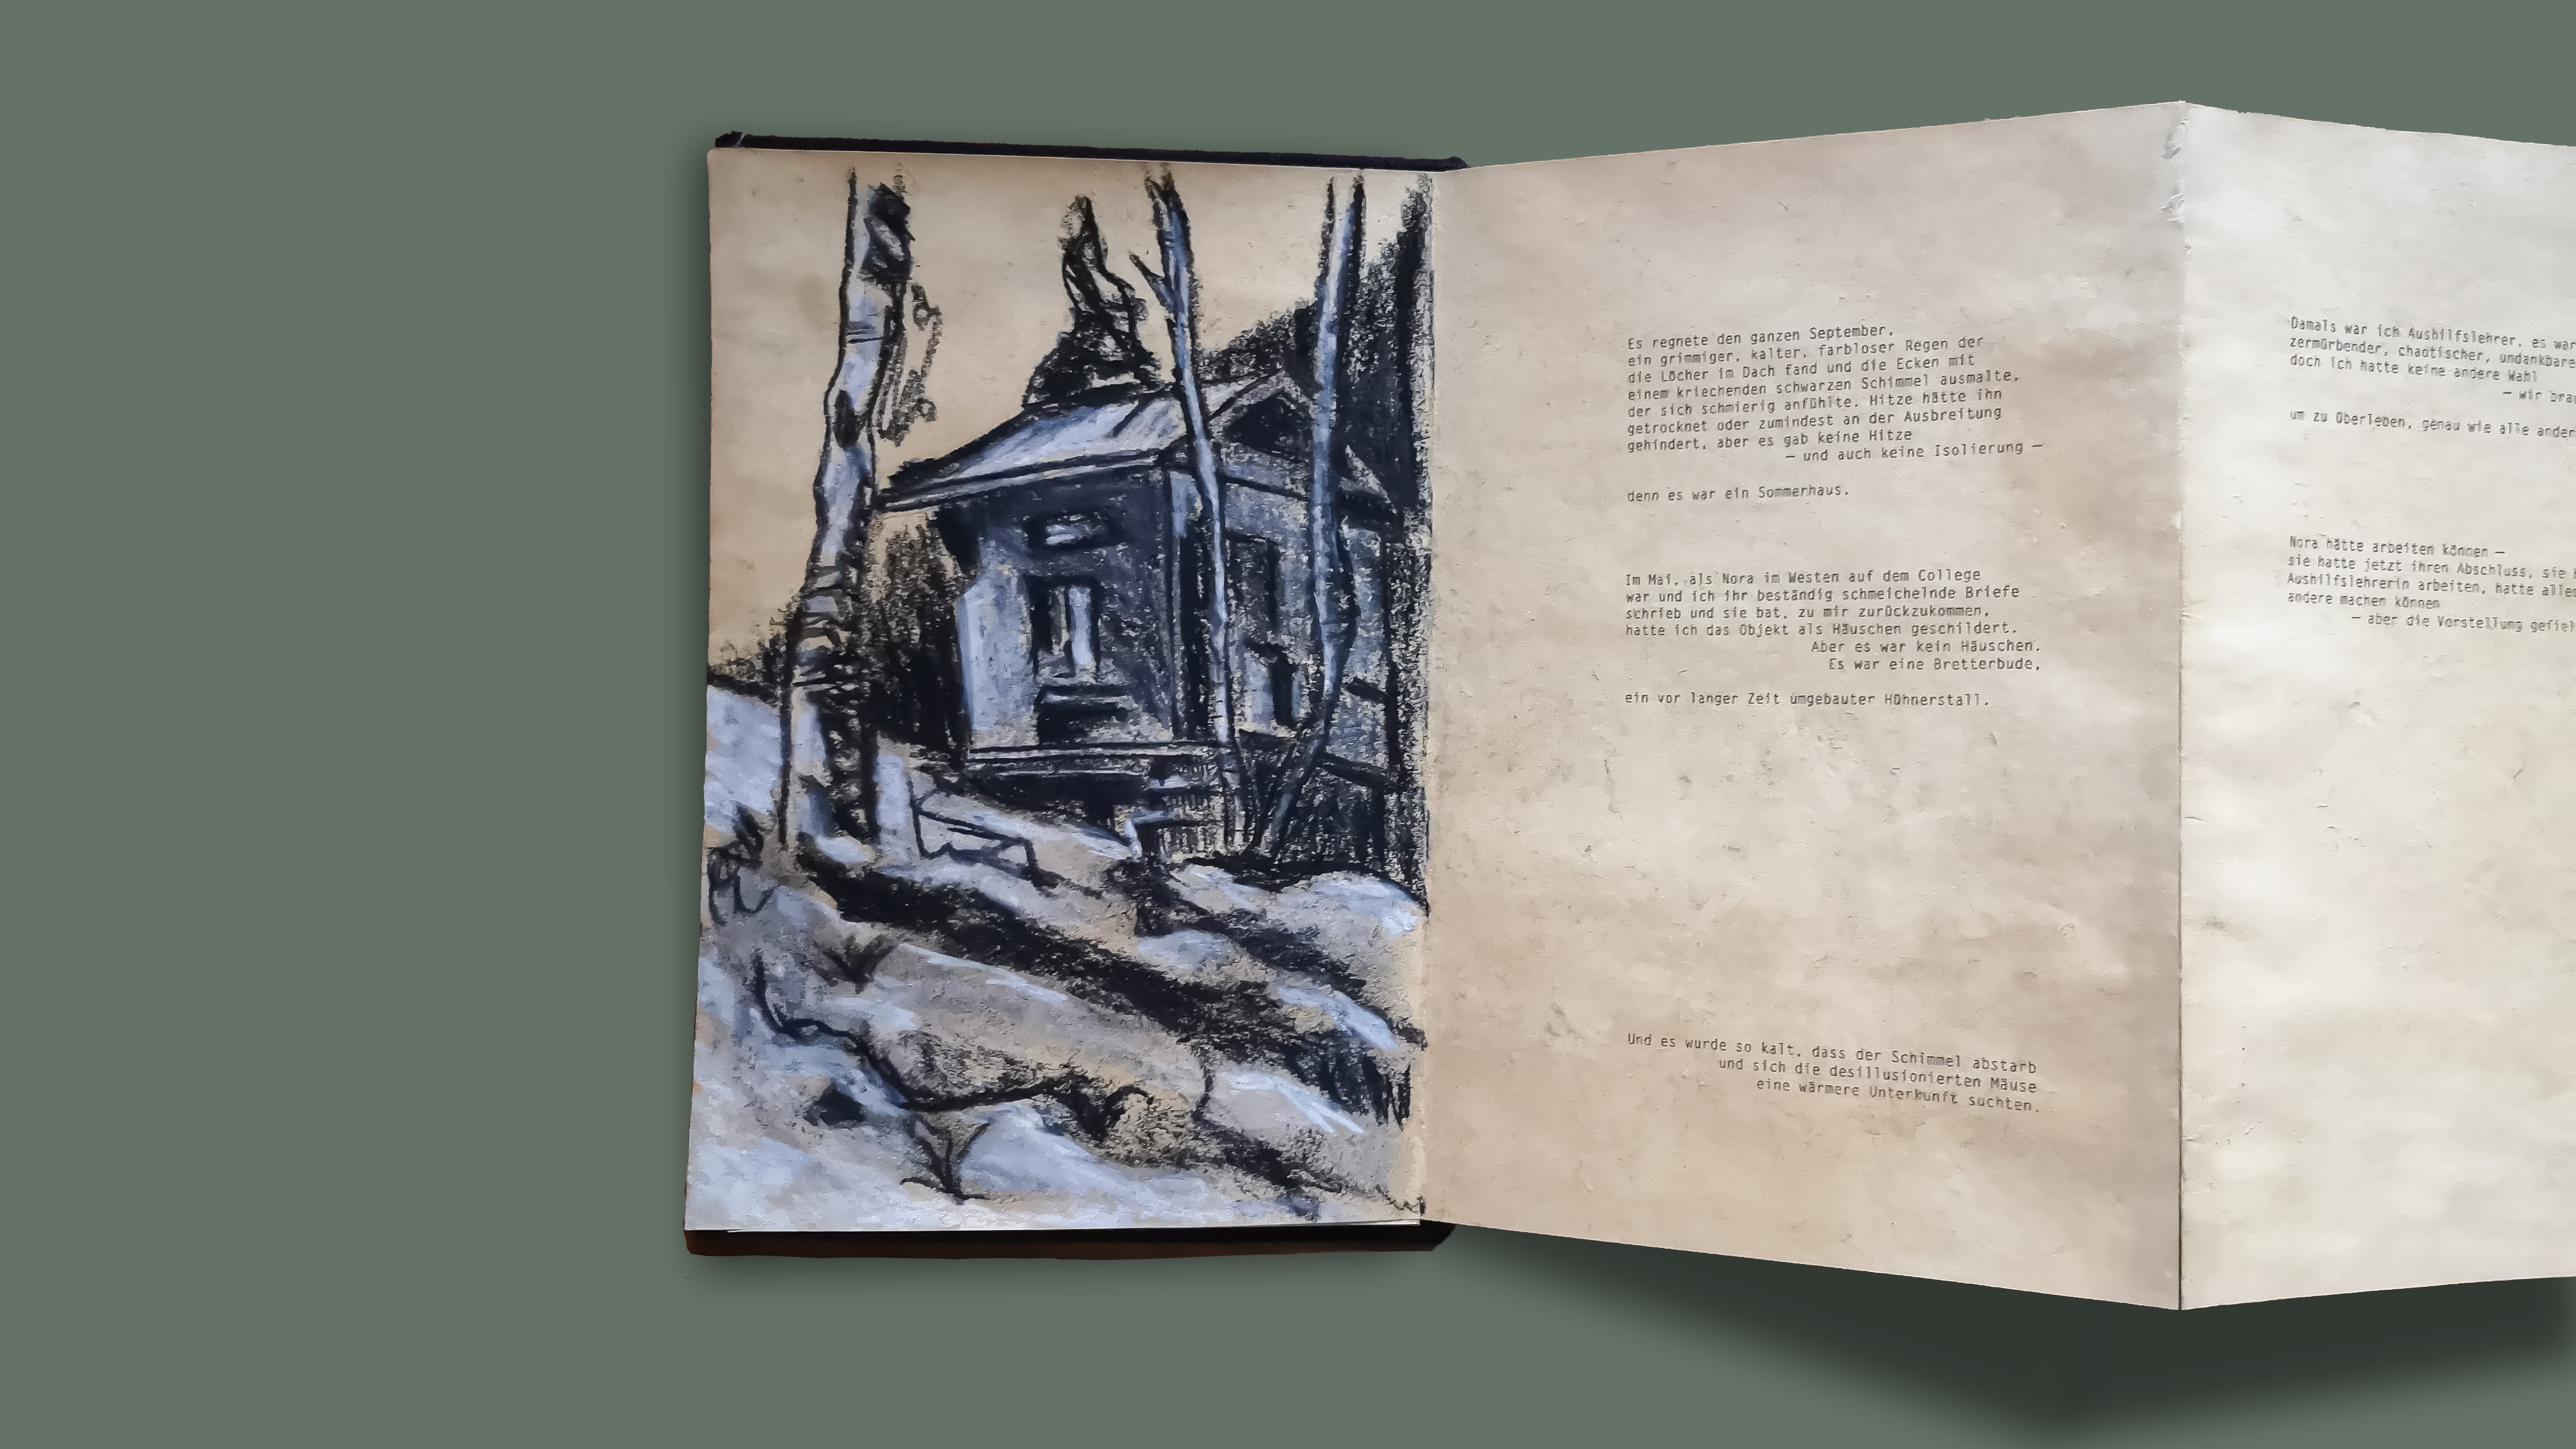 Es regnete den ganzen September,
ein grimmiger, kalter, farbloser Regen der
die Löcher im Dach fand und die Ecken mit
einem kriechenden schwarzen Schimmel ausmalte,
der sich schmierig anfühlte. Hitze hätte ihn
getrocknet oder zumindest an der Ausbreitung
gehindert, aber es gab keine Hitze
— und auch keine Isolierung —
denn es war ein Sommerhaus.
Im Mai, als Nora im Westen auf dem College
war und ich ihr beständig schmeichelnde Briefe
schrieb und sie bat, zu mir zurückzukommen,
hatte ich das Objekt als Häuschen geschildert.
Aber es war kein Häuschen.
Es war eine Bretterbude,
ein vor langer Zeit umgebauter Hühnerstall.
Und es wurde so kalt, dass der Schimmel abstarb
und sich die desillusionierten Mäuse
eine wärmere Unterkunft suchten.
Damals war ich Aushilfslehrer, es war
zermürbender, chaotischer, undankbare
doch ich hatte keine andere Wahl
— wir brau
um zu überleben, genau wie alle ander
Nora hätte arbeiten können —
sie hatte jetzt ihren Abschluss, sie
Aushilfslehrerin arbeiten, hatte alles
andere machen können
— aber die Vorstellung gefiel